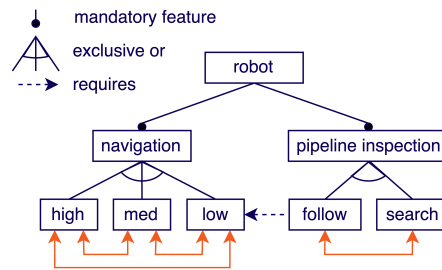 mandatory feature
exclusive or
requires
robot
navigation
pipeline inspection
high
med
low
follow
search